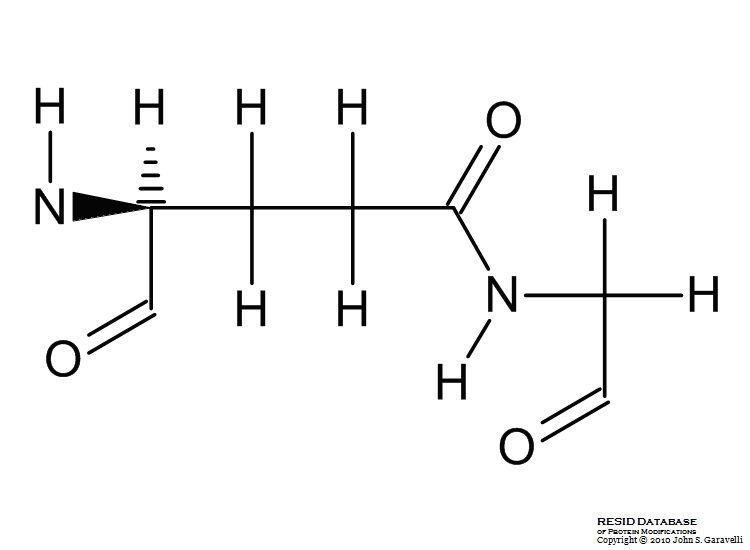 H H H H O
N H
H H N H
O H
O
RESID DATABASE
OF PROTEIN MODIFICATIONS
Copyright © 2010 John S. Garavelli